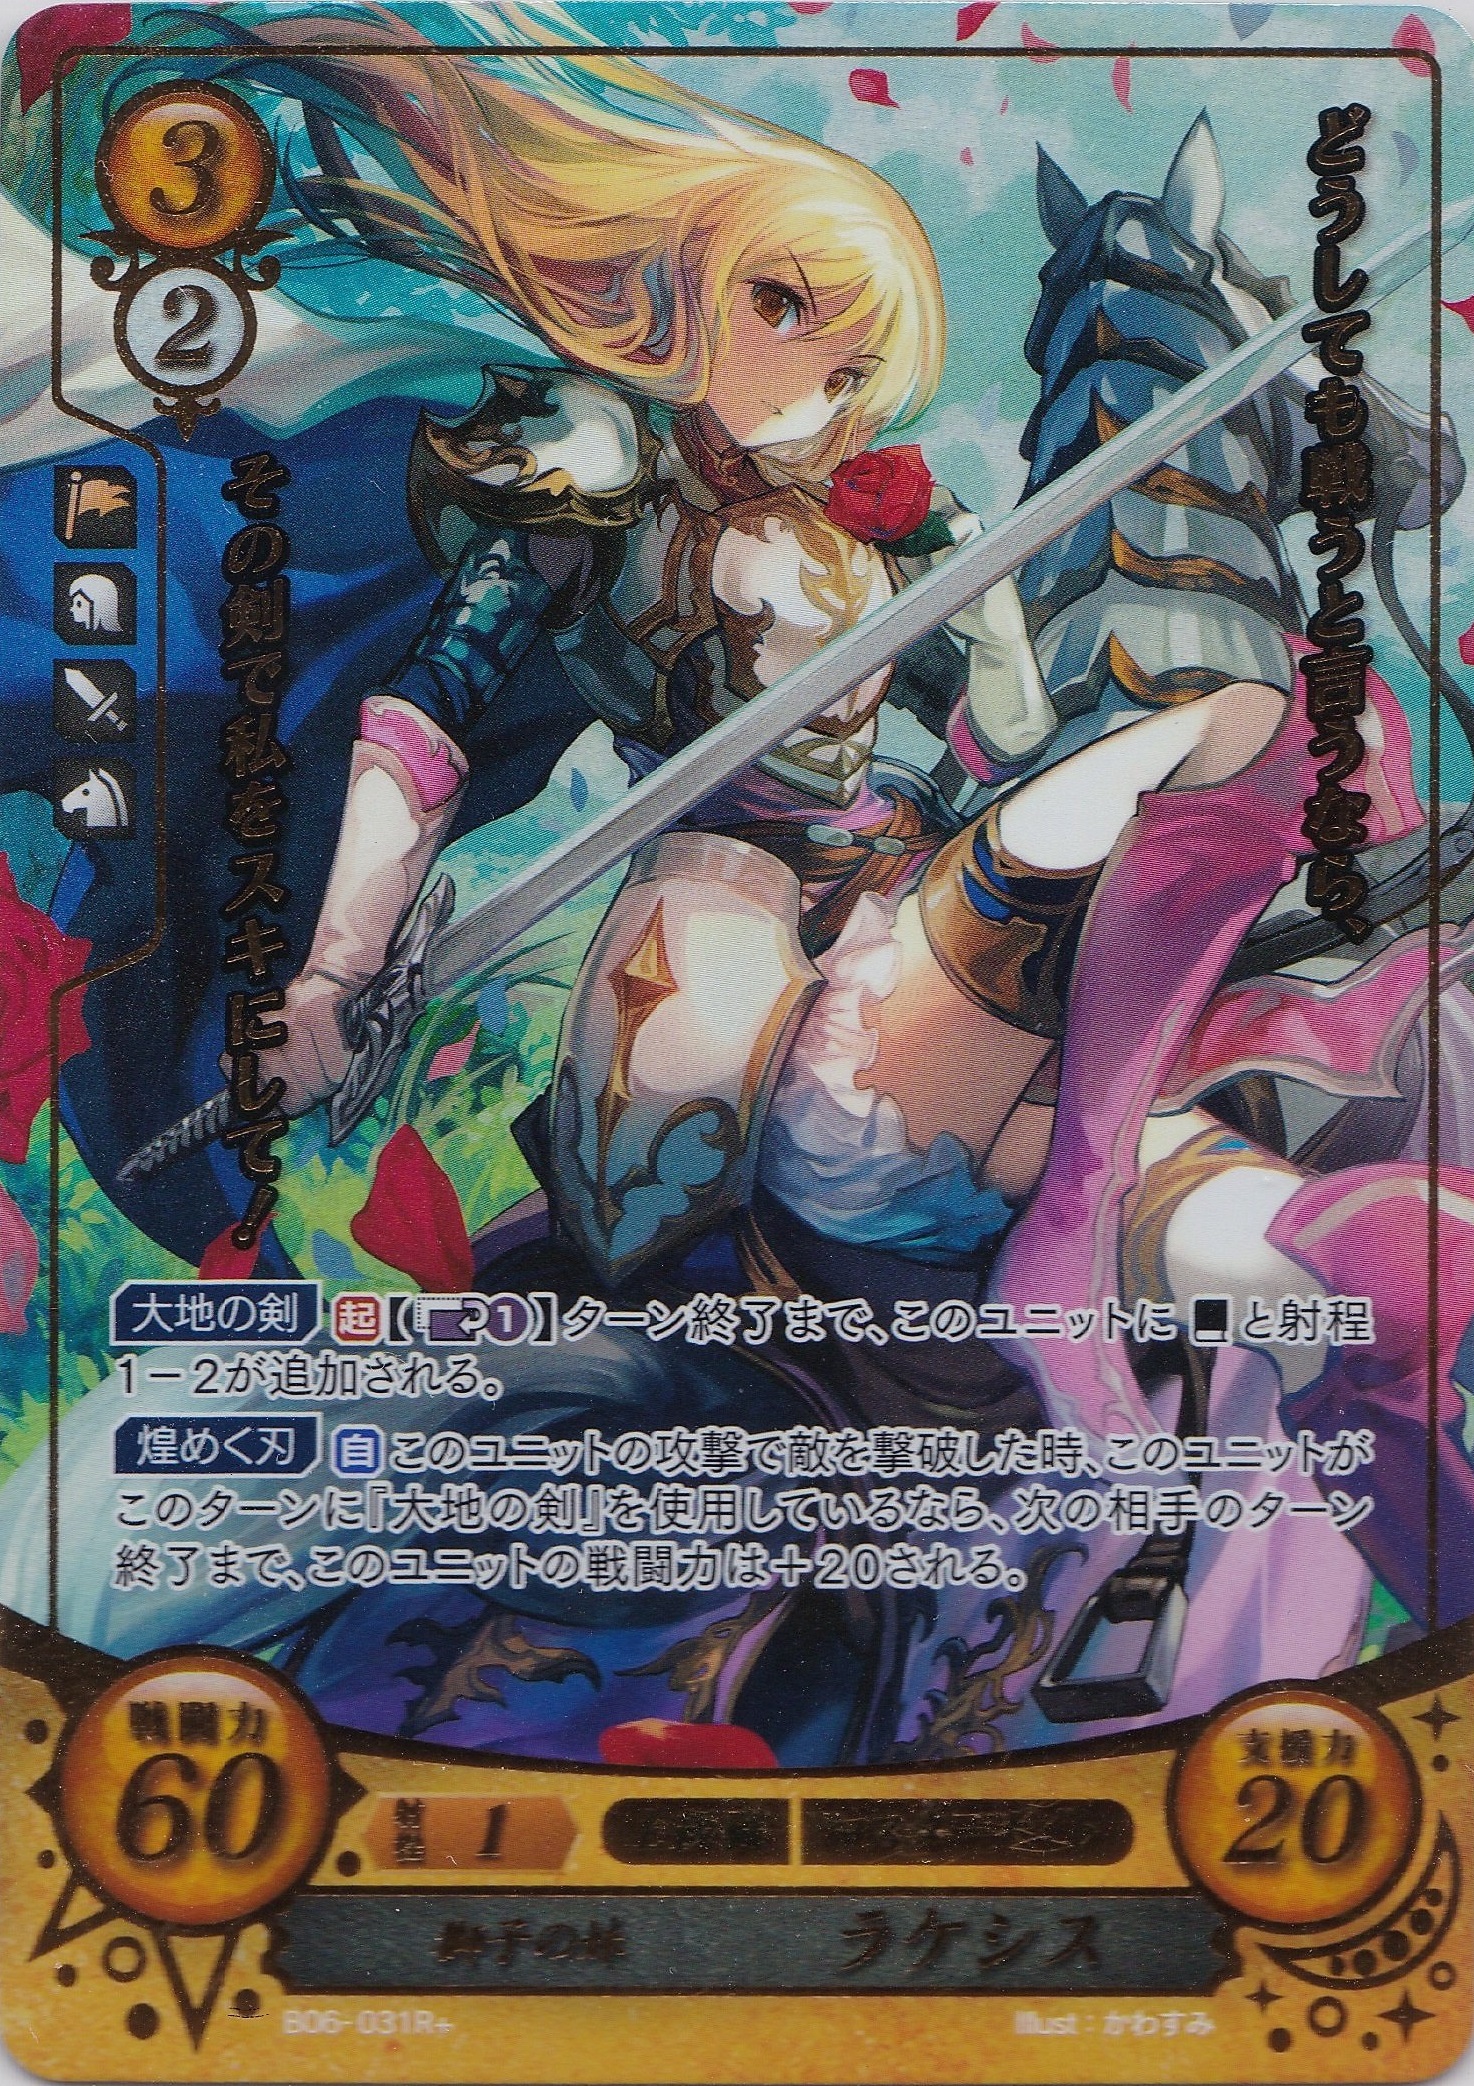 3
2
どうしても戦うと言うなら、
その剣で私をスキにして!
大地の剣 起【1】ターン終了まで、このユニットに と射程
1-2が追加される。
煌めく刃 自このユニットの攻撃で敵を撃破した時、このユニットが
このターンに『大地の剣』を使用しているなら、次の相手のターン
終了まで、このユニットの戦闘力は+20される。
戦闘力
60
射程 1
支援力
20
獅子の妹 ラケシス
B06-031R+
Illust:かわすみ